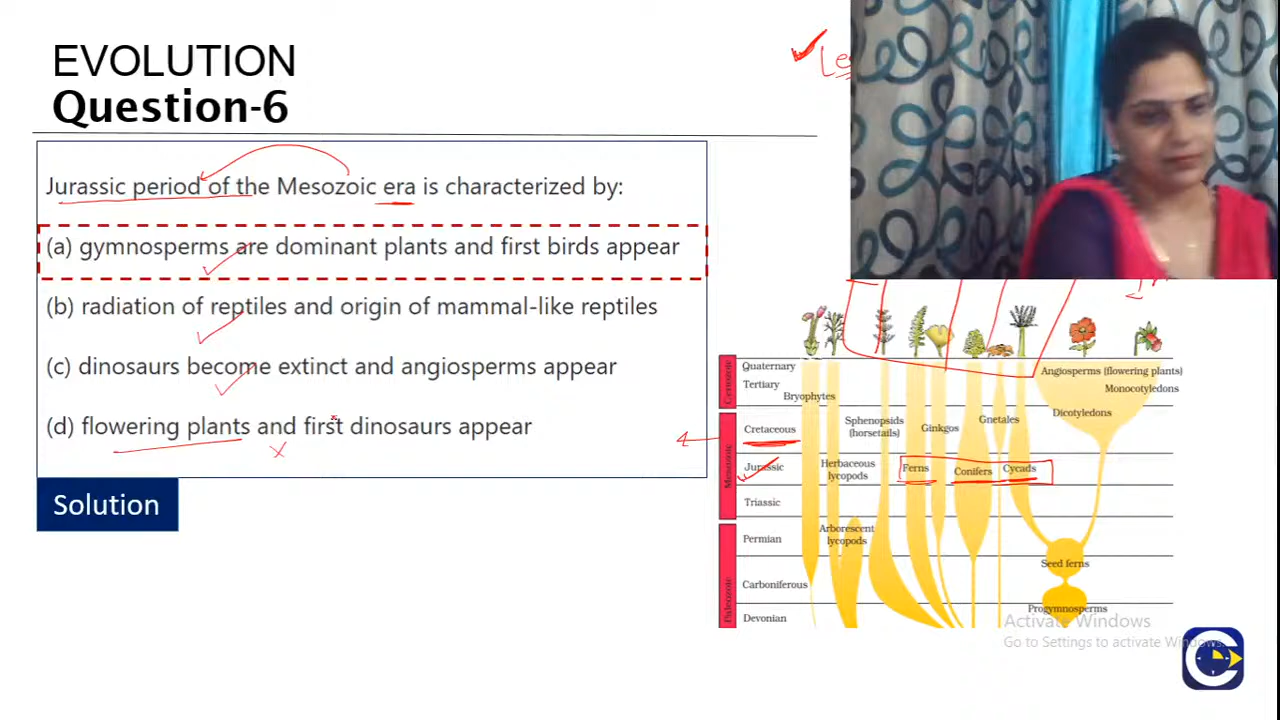 EVOLUTION
Question-6
Jurassic period of the Mesozoic era is characterized by:
(a) gymnosperms are dominant plants and first birds appear
(b) radiation of reptiles and origin of mammal-like reptiles
(c) dinosaurs become extinct and angiosperms appear
(d) flowering plants and first dinosaurs appear
Solution
Cenozoic
Quaternary
Tertiary
Bryophytes
Angiosperms (flowering plants)
Monocotyledons
Dicotyledons
Mesozoic
Cretaceous
Sphenopsids
(horsetails)
Ginkgos
Gnetales
Jurassic
Herbaceous
lycopods
Ferns
Conifers
Cycads
Triassic
Paleozoic
Permian
Arborescent
lycopods
Seed ferns
Carboniferous
Progymnosperms
Devonian
Activate Windows
Go to Settings to activate Windows.